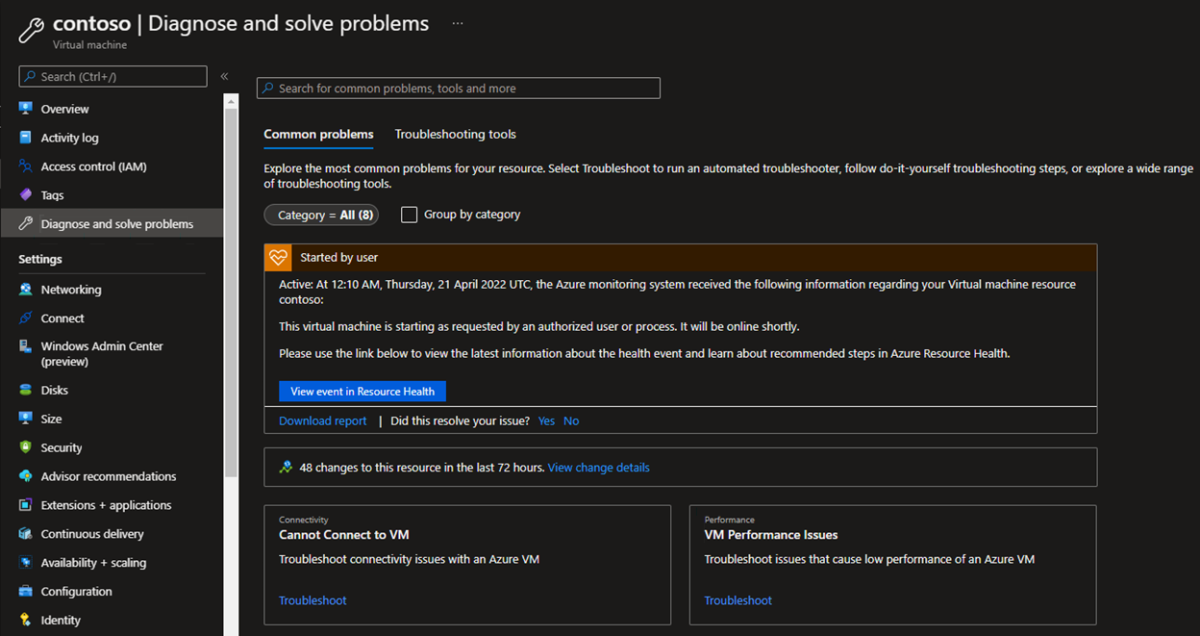 contoso | Diagnose and solve problems ...
Virtual machine
Search (Ctrl+/)
«
Overview
Activity log
Access control (IAM)
Tags
Diagnose and solve problems
Settings
Networking
Connect
Windows Admin Center
(preview)
Disks
Size
Security
Advisor recommendations
Extensions + applications
Continuous delivery
Availability + scaling
Configuration
Identity
Search for common problems, tools and more
Common problems Troubleshooting tools
Explore the most common problems for your resource. Select Troubleshoot to run an automated troubleshooter, follow do-it-yourself troubleshooting steps, or explore a wide range
of troubleshooting tools.
Category = All (8) Group by category
Started by user
Active: At 12:10 AM, Thursday, 21 April 2022 UTC, the Azure monitoring system received the following information regarding your Virtual machine resource
contoso:
This virtual machine is starting as requested by an authorized user or process. It will be online shortly.
Please use the link below to view the latest information about the health event and learn about recommended steps in Azure Resource Health.
View event in Resource Health
Download report | Did this resolve your issue? Yes No
48 changes to this resource in the last 72 hours. View change details
Connectivity
Cannot Connect to VM
Troubleshoot connectivity issues with an Azure VM
Troubleshoot
Performance
VM Performance Issues
Troubleshoot issues that cause low performance of an Azure VM
Troubleshoot